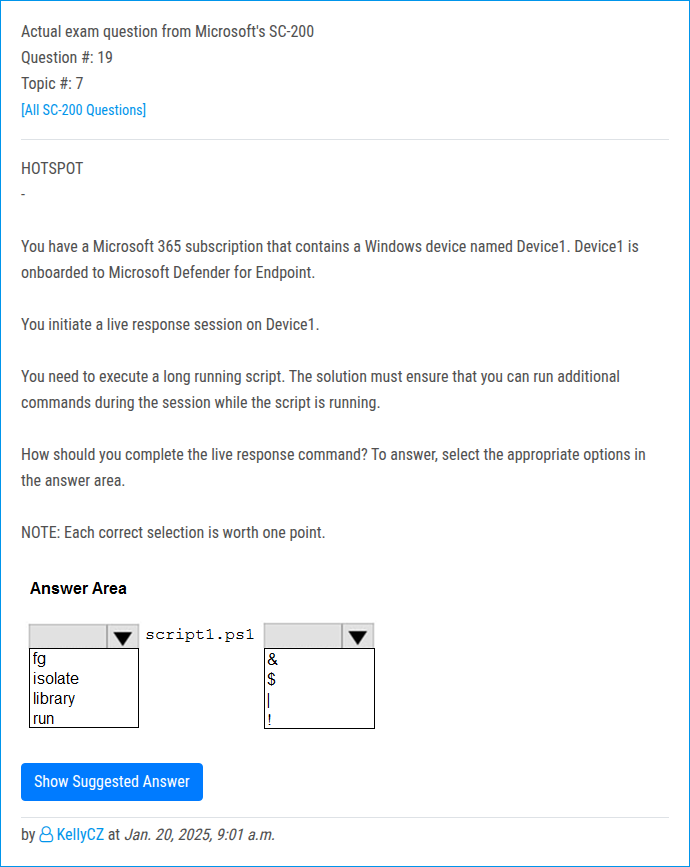 Actual exam question from Microsoft's SC-200
Question #: 19
Topic #: 7
[All SC-200 Questions]
HOTSPOT
-
You have a Microsoft 365 subscription that contains a Windows device named Device1. Device1 is
onboarded to Microsoft Defender for Endpoint.
You initiate a live response session on Device1.
You need to execute a long running script. The solution must ensure that you can run additional
commands during the session while the script is running.
How should you complete the live response command? To answer, select the appropriate options in
the answer area.
NOTE: Each correct selection is worth one point.
Answer Area
script1.ps1
fg
isolate
library
run
&
$
|
!
Show Suggested Answer
by KellyCZ at Jan. 20, 2025, 9:01 a.m.